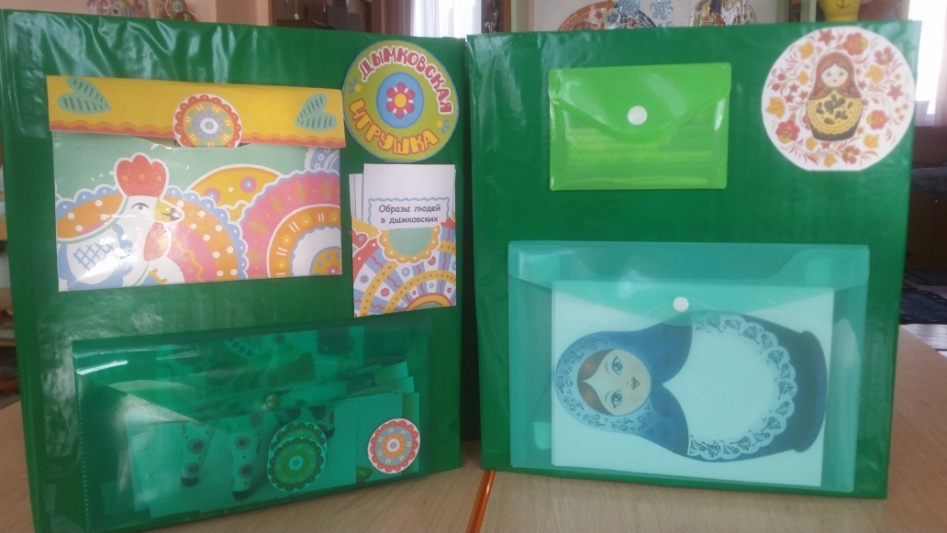 ДЫМКОВСКАЯ
ИГРУШКА
Образы людей
в дымковских